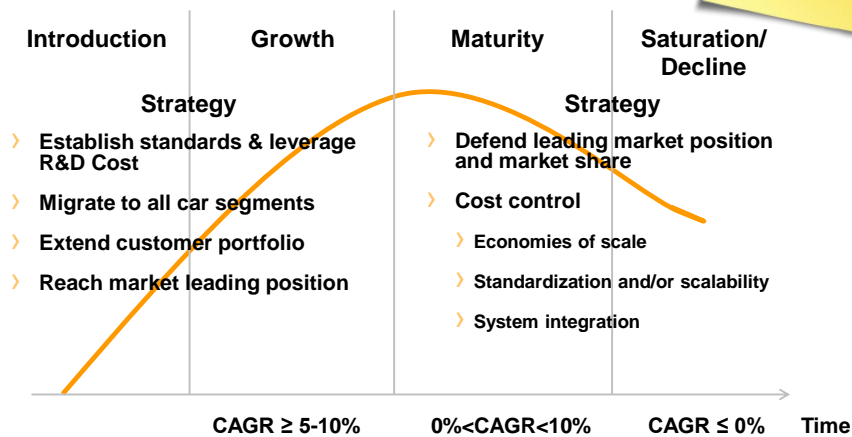 Introduction
Growth
Maturity
Saturation/
Decline
Strategy
› Establish standards & leverage
R&D Cost
› Migrate to all car segments
› Extend customer portfolio
› Reach market leading position
Strategy
› Defend leading market position
and market share
› Cost control
› Economies of scale
› Standardization and/or scalability
› System integration
CAGR ≥ 5-10%
0%<CAGR<10%
CAGR ≤ 0%
Time